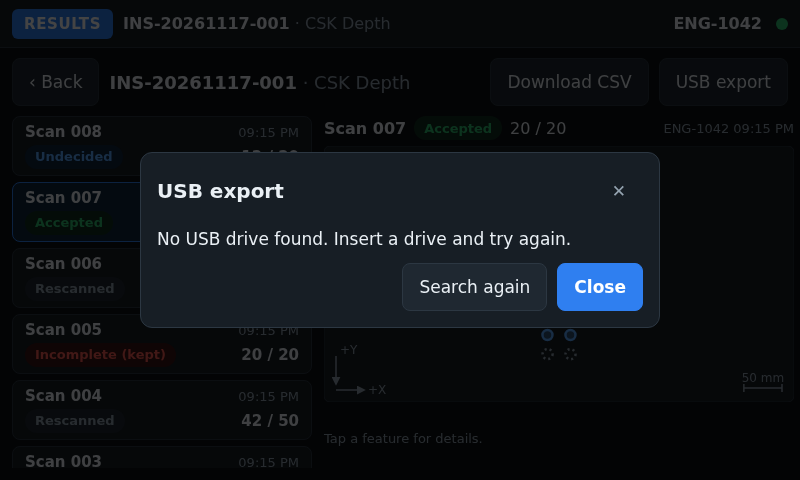 RESULTS INS-20261117-001 · CSK Depth ENG-1042
‹ Back INS-20261117-001 · CSK Depth Download CSV USB export
Scan 008 09:15 PM
Undecided
Scan 007
Accepted
Scan 006
Rescanned
Scan 005 09:15 PM
Incomplete (kept) 20 / 20
Scan 004 09:15 PM
Rescanned 42 / 50
Scan 003 09:15 PM
Scan 007 Accepted 20 / 20 ENG-1042 09:15 PM
USB export ✕
No USB drive found. Insert a drive and try again.
Search again Close
+Y
+X
50 mm
Tap a feature for details.